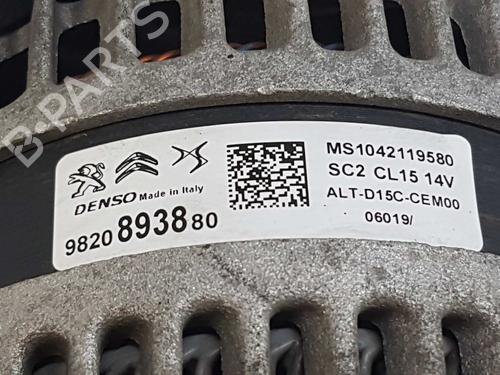 B-PARTS
DENSO Made in Italy
9820893880
MS1042119580
SC2 CL15 14V
ALT-D15C-CEM00
06019/